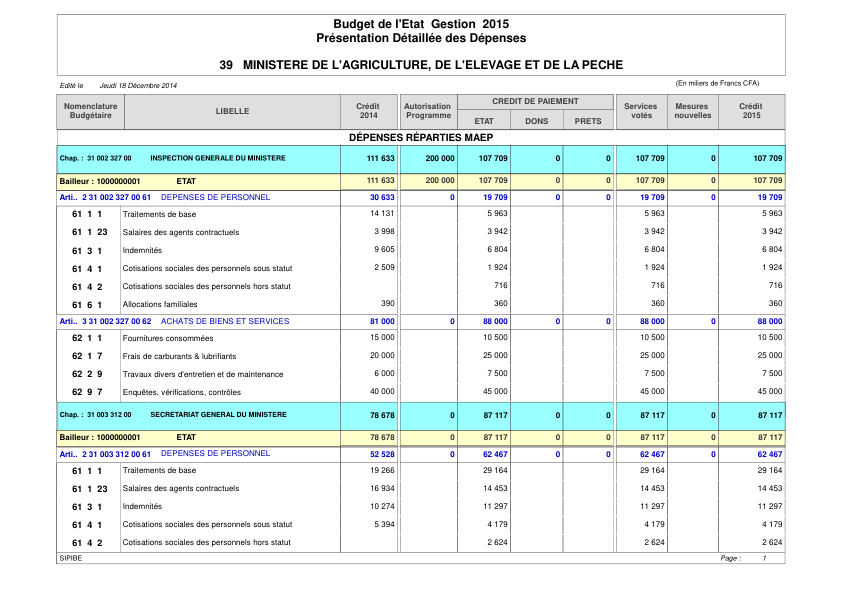 Budget de l'Etat Gestion 2015
Présentation Détaillée des Dépenses
39 MINISTERE DE L'AGRICULTURE, DE L'ELEVAGE ET DE LA PECHE
Edité le Jeudi 18 Décembre 2014 (En miliers de Francs CFA)
Nomenclature Budgétaire LIBELLE Crédit 2014 Autorisation Programme CREDIT DE PAIEMENT ETAT DONS PRETS Services votés Mesures nouvelles Crédit 2015
DÉPENSES RÉPARTIES MAEP
Chap. : 31 002 327 00 INSPECTION GENERALE DU MINISTERE 111 633 200 000 107 709 0 0 107 709 0 107 709
Bailleur : 1000000001 ETAT 111 633 200 000 107 709 0 0 107 709 0 107 709
Arti.. 2 31 002 327 00 61 DEPENSES DE PERSONNEL 30 633 0 19 709 0 0 19 709 0 19 709
61 1 1 Traitements de base 14 131 5 963 5 963 5 963
61 1 23 Salaires des agents contractuels 3 998 3 942 3 942 3 942
61 3 1 Indemnités 9 605 6 804 6 804 6 804
61 4 1 Cotisations sociales des personnels sous statut 2 509 1 924 1 924 1 924
61 4 2 Cotisations sociales des personnels hors statut 716 716 716
61 6 1 Allocations familiales 390 360 360 360
Arti.. 3 31 002 327 00 62 ACHATS DE BIENS ET SERVICES 81 000 0 88 000 0 0 88 000 0 88 000
62 1 1 Fournitures consommées 15 000 10 500 10 500 10 500
62 1 7 Frais de carburants & lubrifiants 20 000 25 000 25 000 25 000
62 2 9 Travaux divers d'entretien et de maintenance 6 000 7 500 7 500 7 500
62 9 7 Enquêtes, vérifications, contrôles 40 000 45 000 45 000 45 000
Chap. : 31 003 312 00 SECRETARIAT GENERAL DU MINISTERE 78 678 0 87 117 0 0 87 117 0 87 117
Bailleur : 1000000001 ETAT 78 678 0 87 117 0 0 87 117 0 87 117
Arti.. 2 31 003 312 00 61 DEPENSES DE PERSONNEL 52 528 0 62 467 0 0 62 467 0 62 467
61 1 1 Traitements de base 19 266 29 164 29 164 29 164
61 1 23 Salaires des agents contractuels 16 934 14 453 14 453 14 453
61 3 1 Indemnités 10 274 11 297 11 297 11 297
61 4 1 Cotisations sociales des personnels sous statut 5 394 4 179 4 179 4 179
61 4 2 Cotisations sociales des personnels hors statut 2 624 2 624 2 624
SIPIBE Page : 1